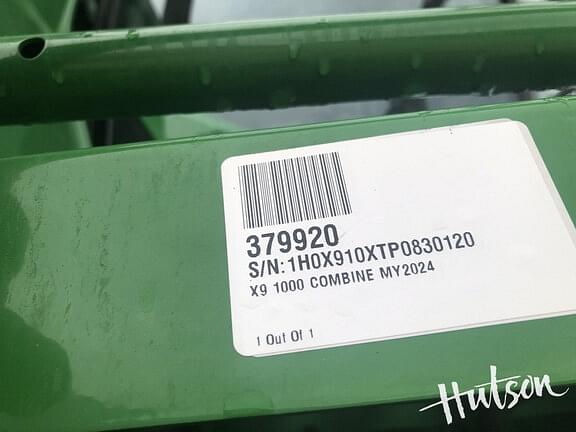 379920
S/N:1H0X910XTP0830120
X9 1000 COMBINE MY2024
1 Out Of 1
Hutson